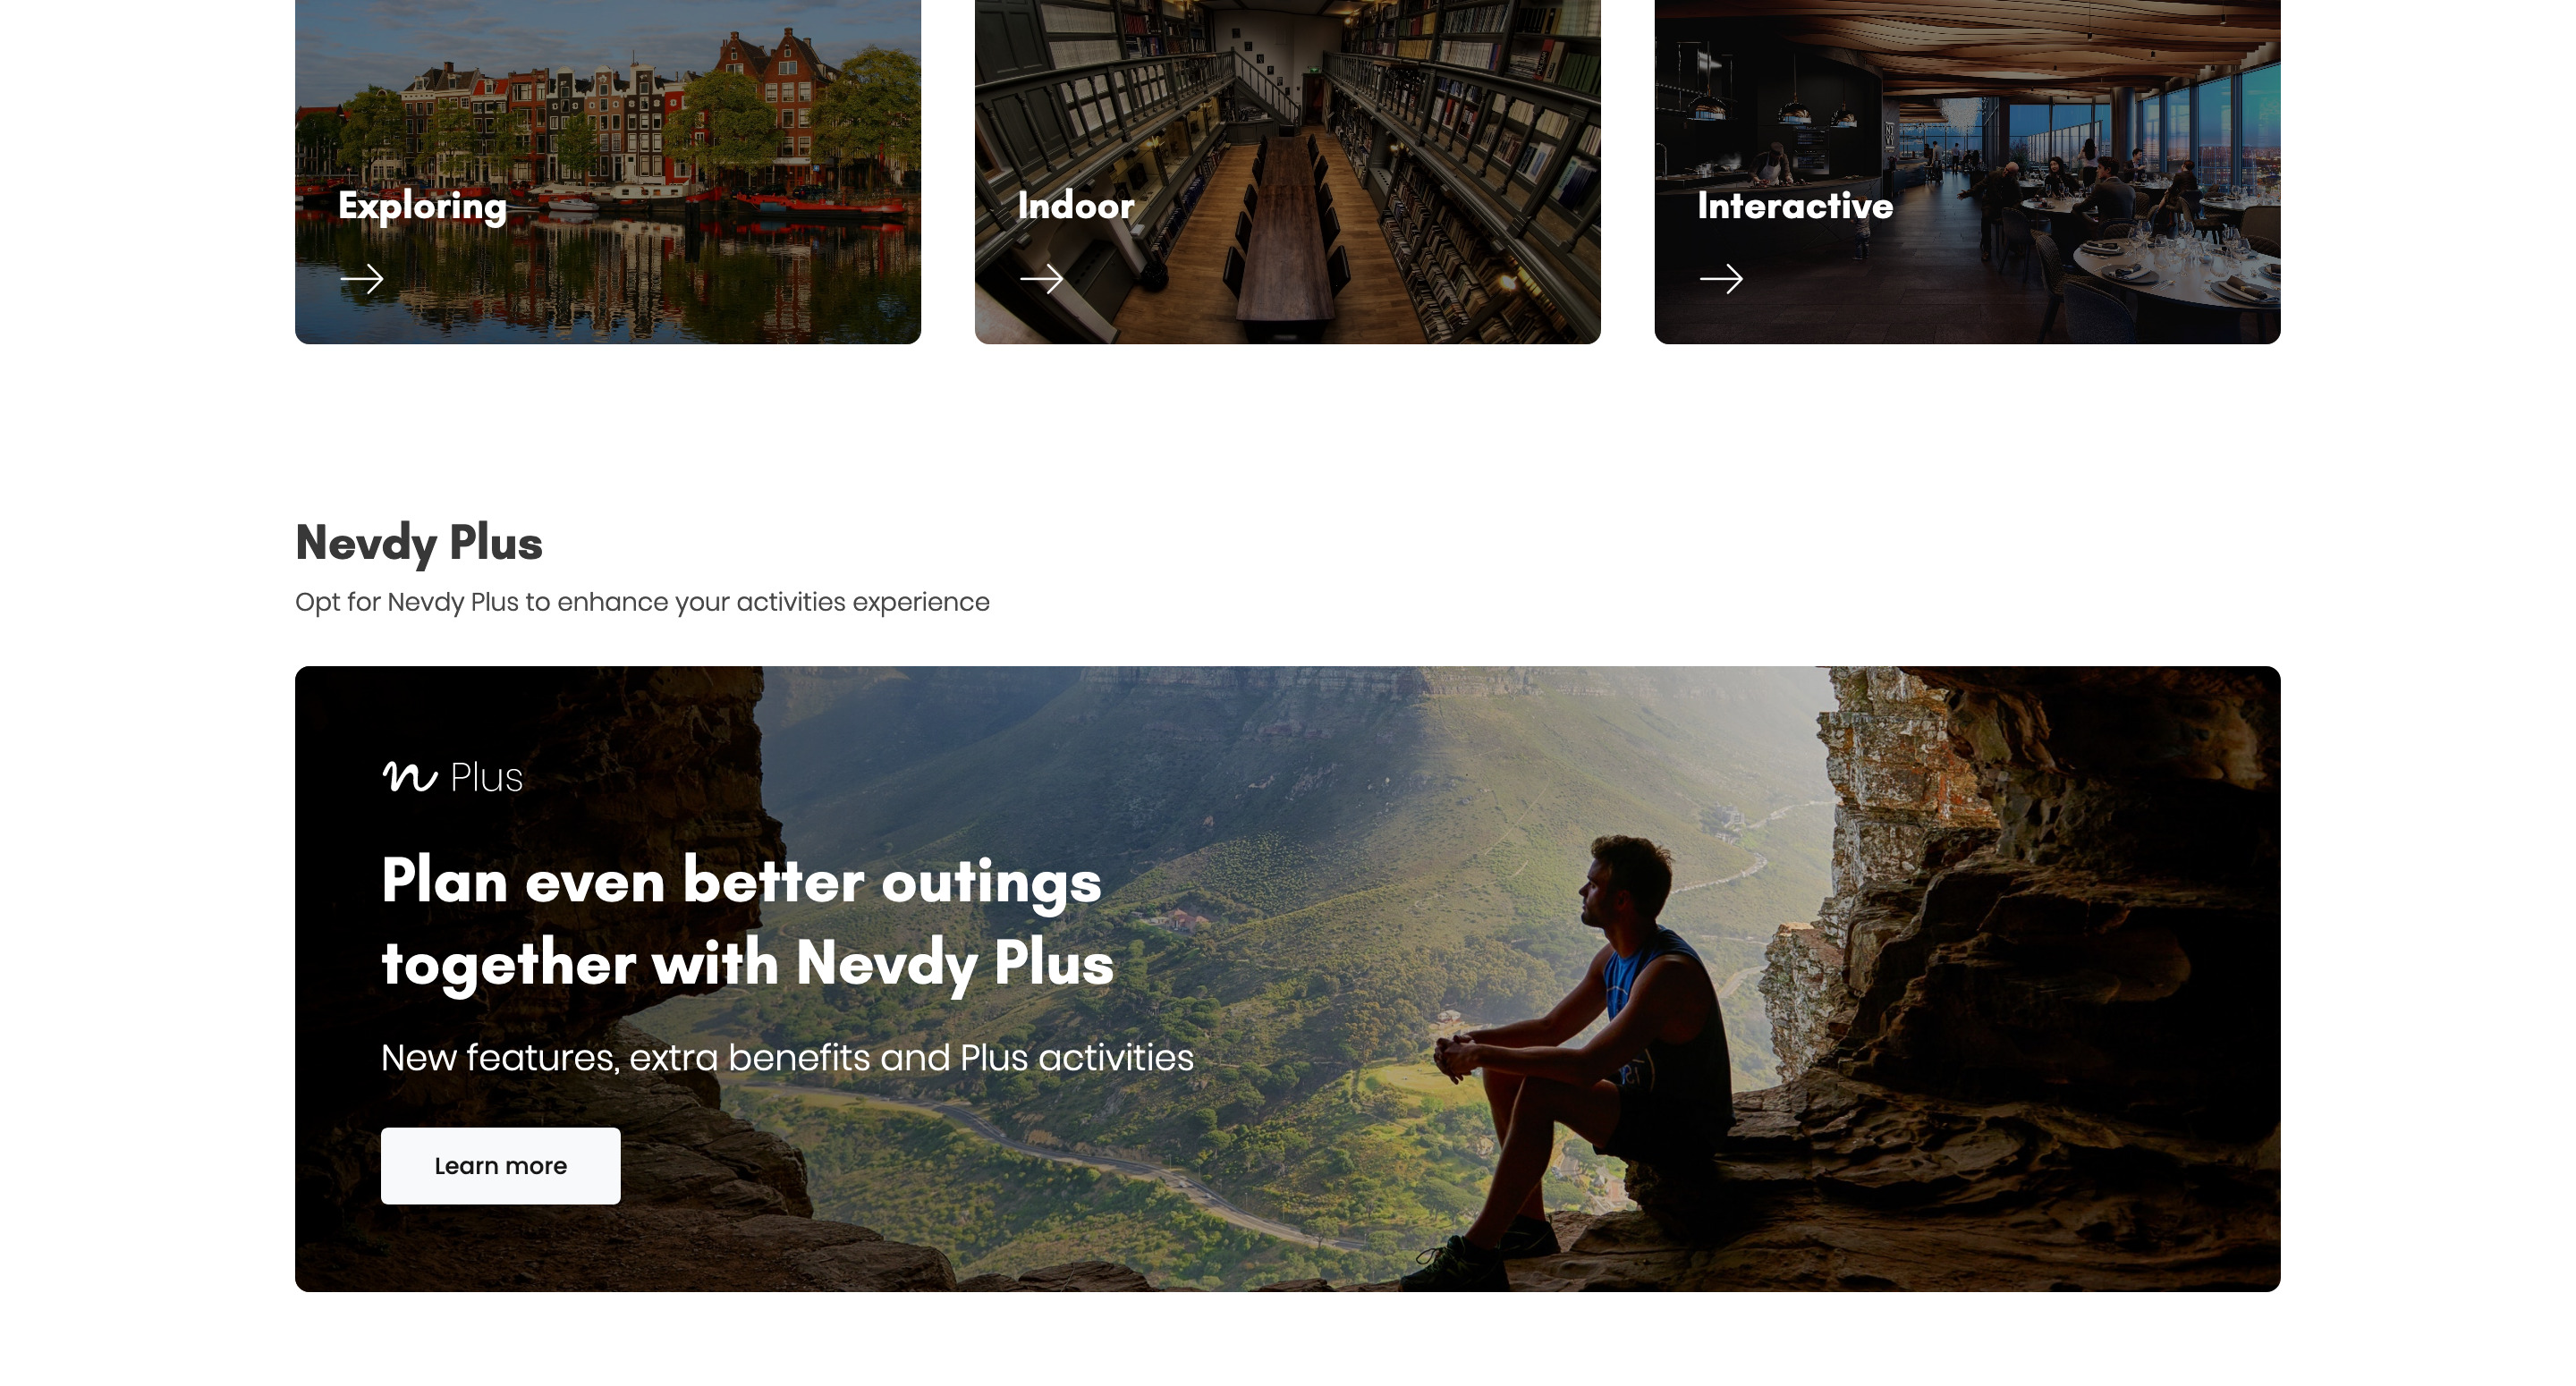 Exploring
Indoor
Interactive
Nevdy Plus
Opt for Nevdy Plus to enhance your activities experience
n Plus
Plan even better outings
together with Nevdy Plus
New features, extra benefits and Plus activities
Learn more